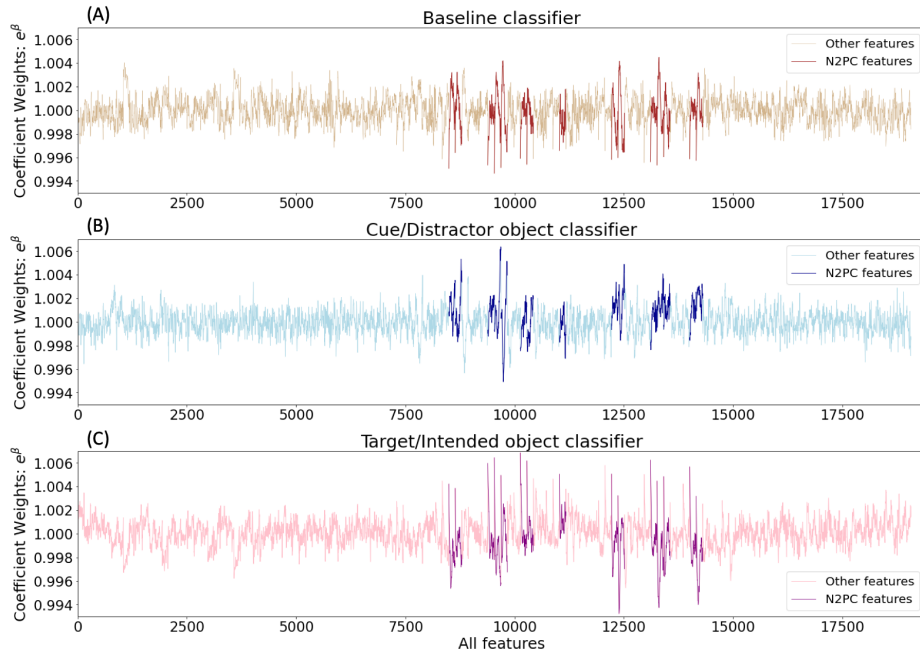 (A)
Baseline classifier
Coefficient Weights: e^β
1.006
1.004
1.002
1.000
0.998
0.996
0.994
Other features
N2PC features
0 2500 5000 7500 10000 12500 15000 17500
(B)
Cue/Distractor object classifier
Coefficient Weights: e^β
1.006
1.004
1.002
1.000
0.998
0.996
0.994
Other features
N2PC features
0 2500 5000 7500 10000 12500 15000 17500
(C)
Target/Intended object classifier
Coefficient Weights: e^β
1.006
1.004
1.002
1.000
0.998
0.996
0.994
Other features
N2PC features
0 2500 5000 7500 10000 12500 15000 17500
All features